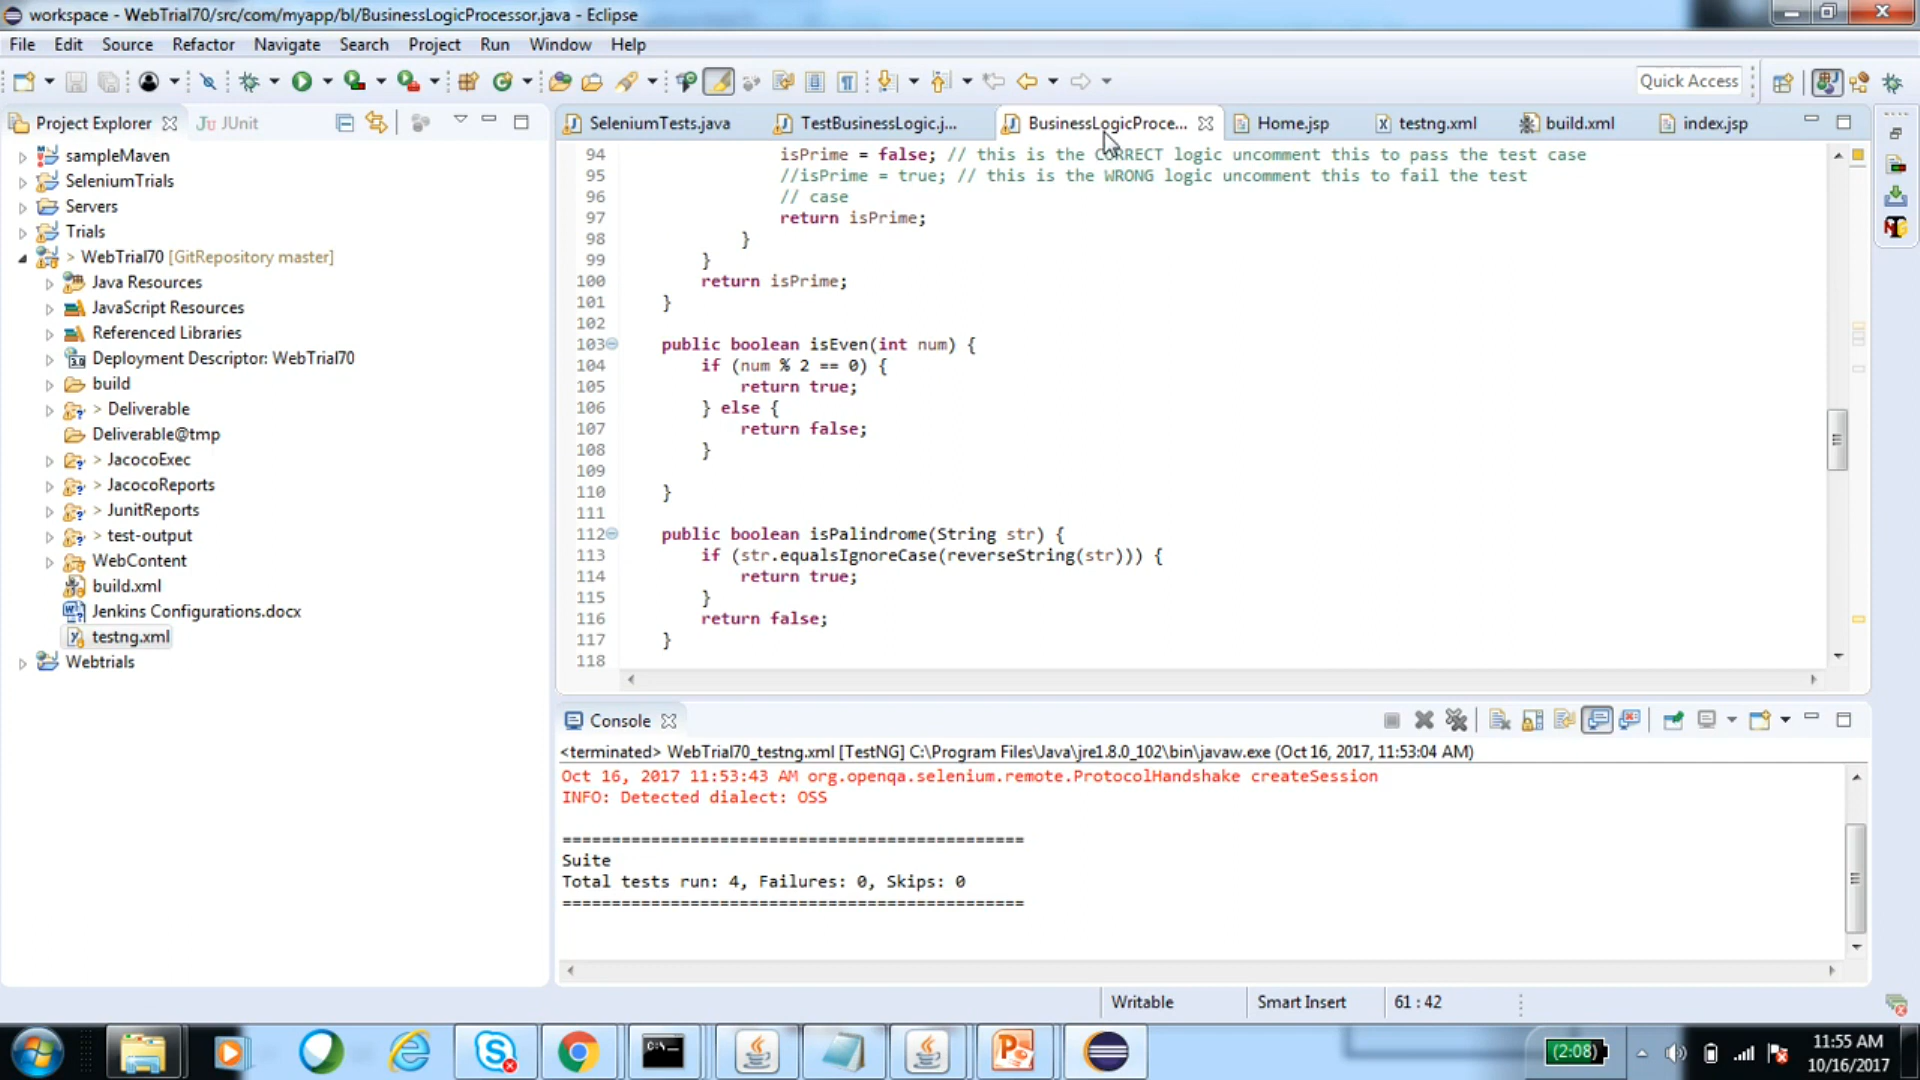 workspace - WebTrial70/src/com/myapp/bl/BusinessLogicProcessor.java - Eclipse
File Edit Source Refactor Navigate Search Project Run Window Help
Quick Access
Project Explorer JUnit
SeleniumTests.java TestBusinessLogic.j... BusinessLogicProce... Home.jsp testng.xml build.xml index.jsp
sampleMaven
SeleniumTrials
Servers
Trials
> WebTrial70 [GitRepository master]
Java Resources
JavaScript Resources
Referenced Libraries
Deployment Descriptor: WebTrial70
build
> Deliverable
Deliverable@tmp
> JacocoExec
> JacocoReports
> JunitReports
> test-output
WebContent
build.xml
Jenkins Configurations.docx
testng.xml
Webtrials
94 isPrime = false; // this is the CORRECT logic uncomment this to pass the test case
95 //isPrime = true; // this is the WRONG logic uncomment this to fail the test
96 // case
97 return isPrime;
98 }
99 }
100 return isPrime;
101 }
102
103 public boolean isEven(int num) {
104 if (num % 2 == 0) {
105 return true;
106 } else {
107 return false;
108 }
109
110 }
111
112 public boolean isPalindrome(String str) {
113 if (str.equalsIgnoreCase(reverseString(str))) {
114 return true;
115 }
116 return false;
117 }
118
Console
<terminated> WebTrial70_testng.xml [TestNG] C:\Program Files\Java\jre1.8.0_102\bin\javaw.exe (Oct 16, 2017, 11:53:04 AM)
Oct 16, 2017 11:53:43 AM org.openqa.selenium.remote.ProtocolHandshake createSession
INFO: Detected dialect: OSS
===============================================
Suite
Total tests run: 4, Failures: 0, Skips: 0
===============================================
Writable Smart Insert 61 : 42
(2:08)
11:55 AM
10/16/2017